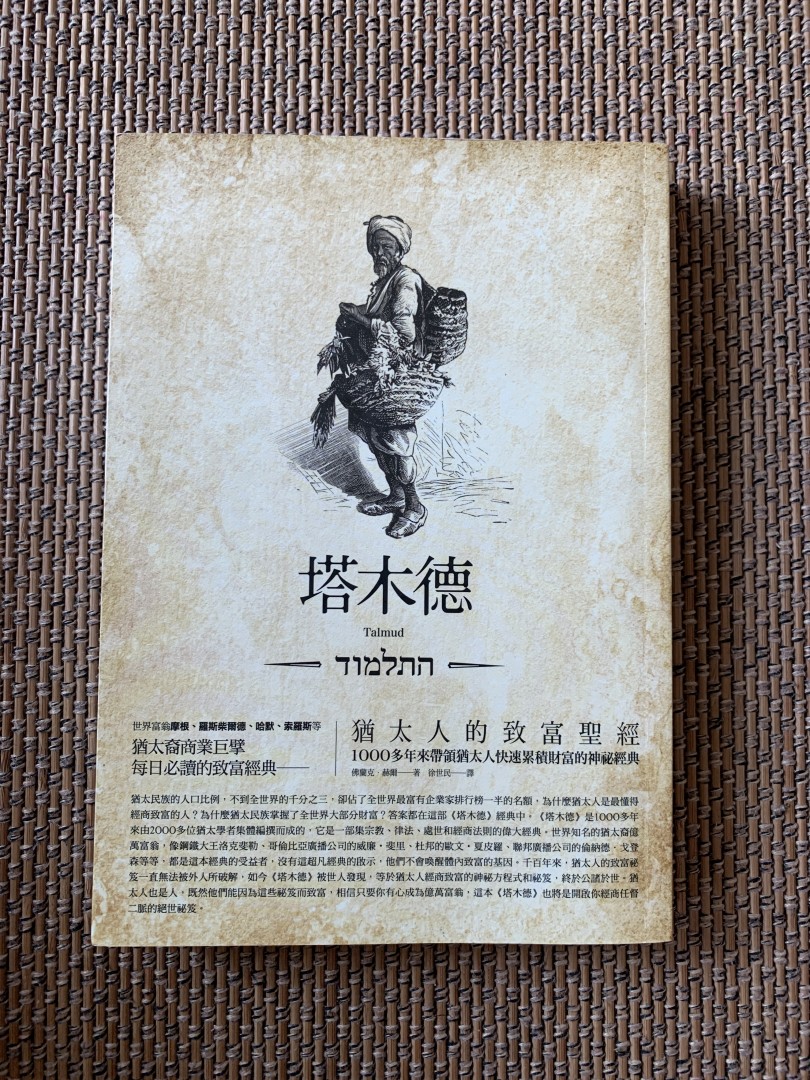 塔木德
Talmud
התלמוד
世界富翁摩根、羅斯柴爾德、哈默、索羅斯等
猶太裔商業巨擘
每日必讀的致富經典——
猶太人的致富聖經
1000多年來帶領猶太人快速累積財富的神祕經典
佛蘭克·赫爾——著 徐世民——譯
猶太民族的人口比例，不到全世界的千分之三，卻佔了全世界最富有企業家排行榜一半的名額，為什麼猶太人是最懂得
經商致富的人？為什麼猶太民族掌握了全世界大部分財富？答案都在這部《塔木德》經典中。《塔木德》是1000多年
來由2000多位猶太學者集體編撰而成的，它是一部集宗教、律法、處世和經商法則的偉大經典。世界知名的猶太裔億
萬富翁，像鋼鐵大王洛克斐勒、哥倫比亞廣播公司的威廉·斐里、杜邦的歐文·夏皮羅、聯邦廣播公司的倫納德·戈登
森等等，都是這本經典的受益者，沒有這超凡經典的啟示，他們不會喚醒體內致富的基因。千百年來，猶太人的致富祕
笈一直無法被外人所破解，如今《塔木德》被世人發現，等於猶太人經商致富的神祕方程式和祕笈，終於公諸於世。猶
太人也是人，既然他們能因為這些祕笈而致富，相信只要你有心成為億萬富翁，這本《塔木德》也將是開啟你經商任督
二脈的絕世祕笈。